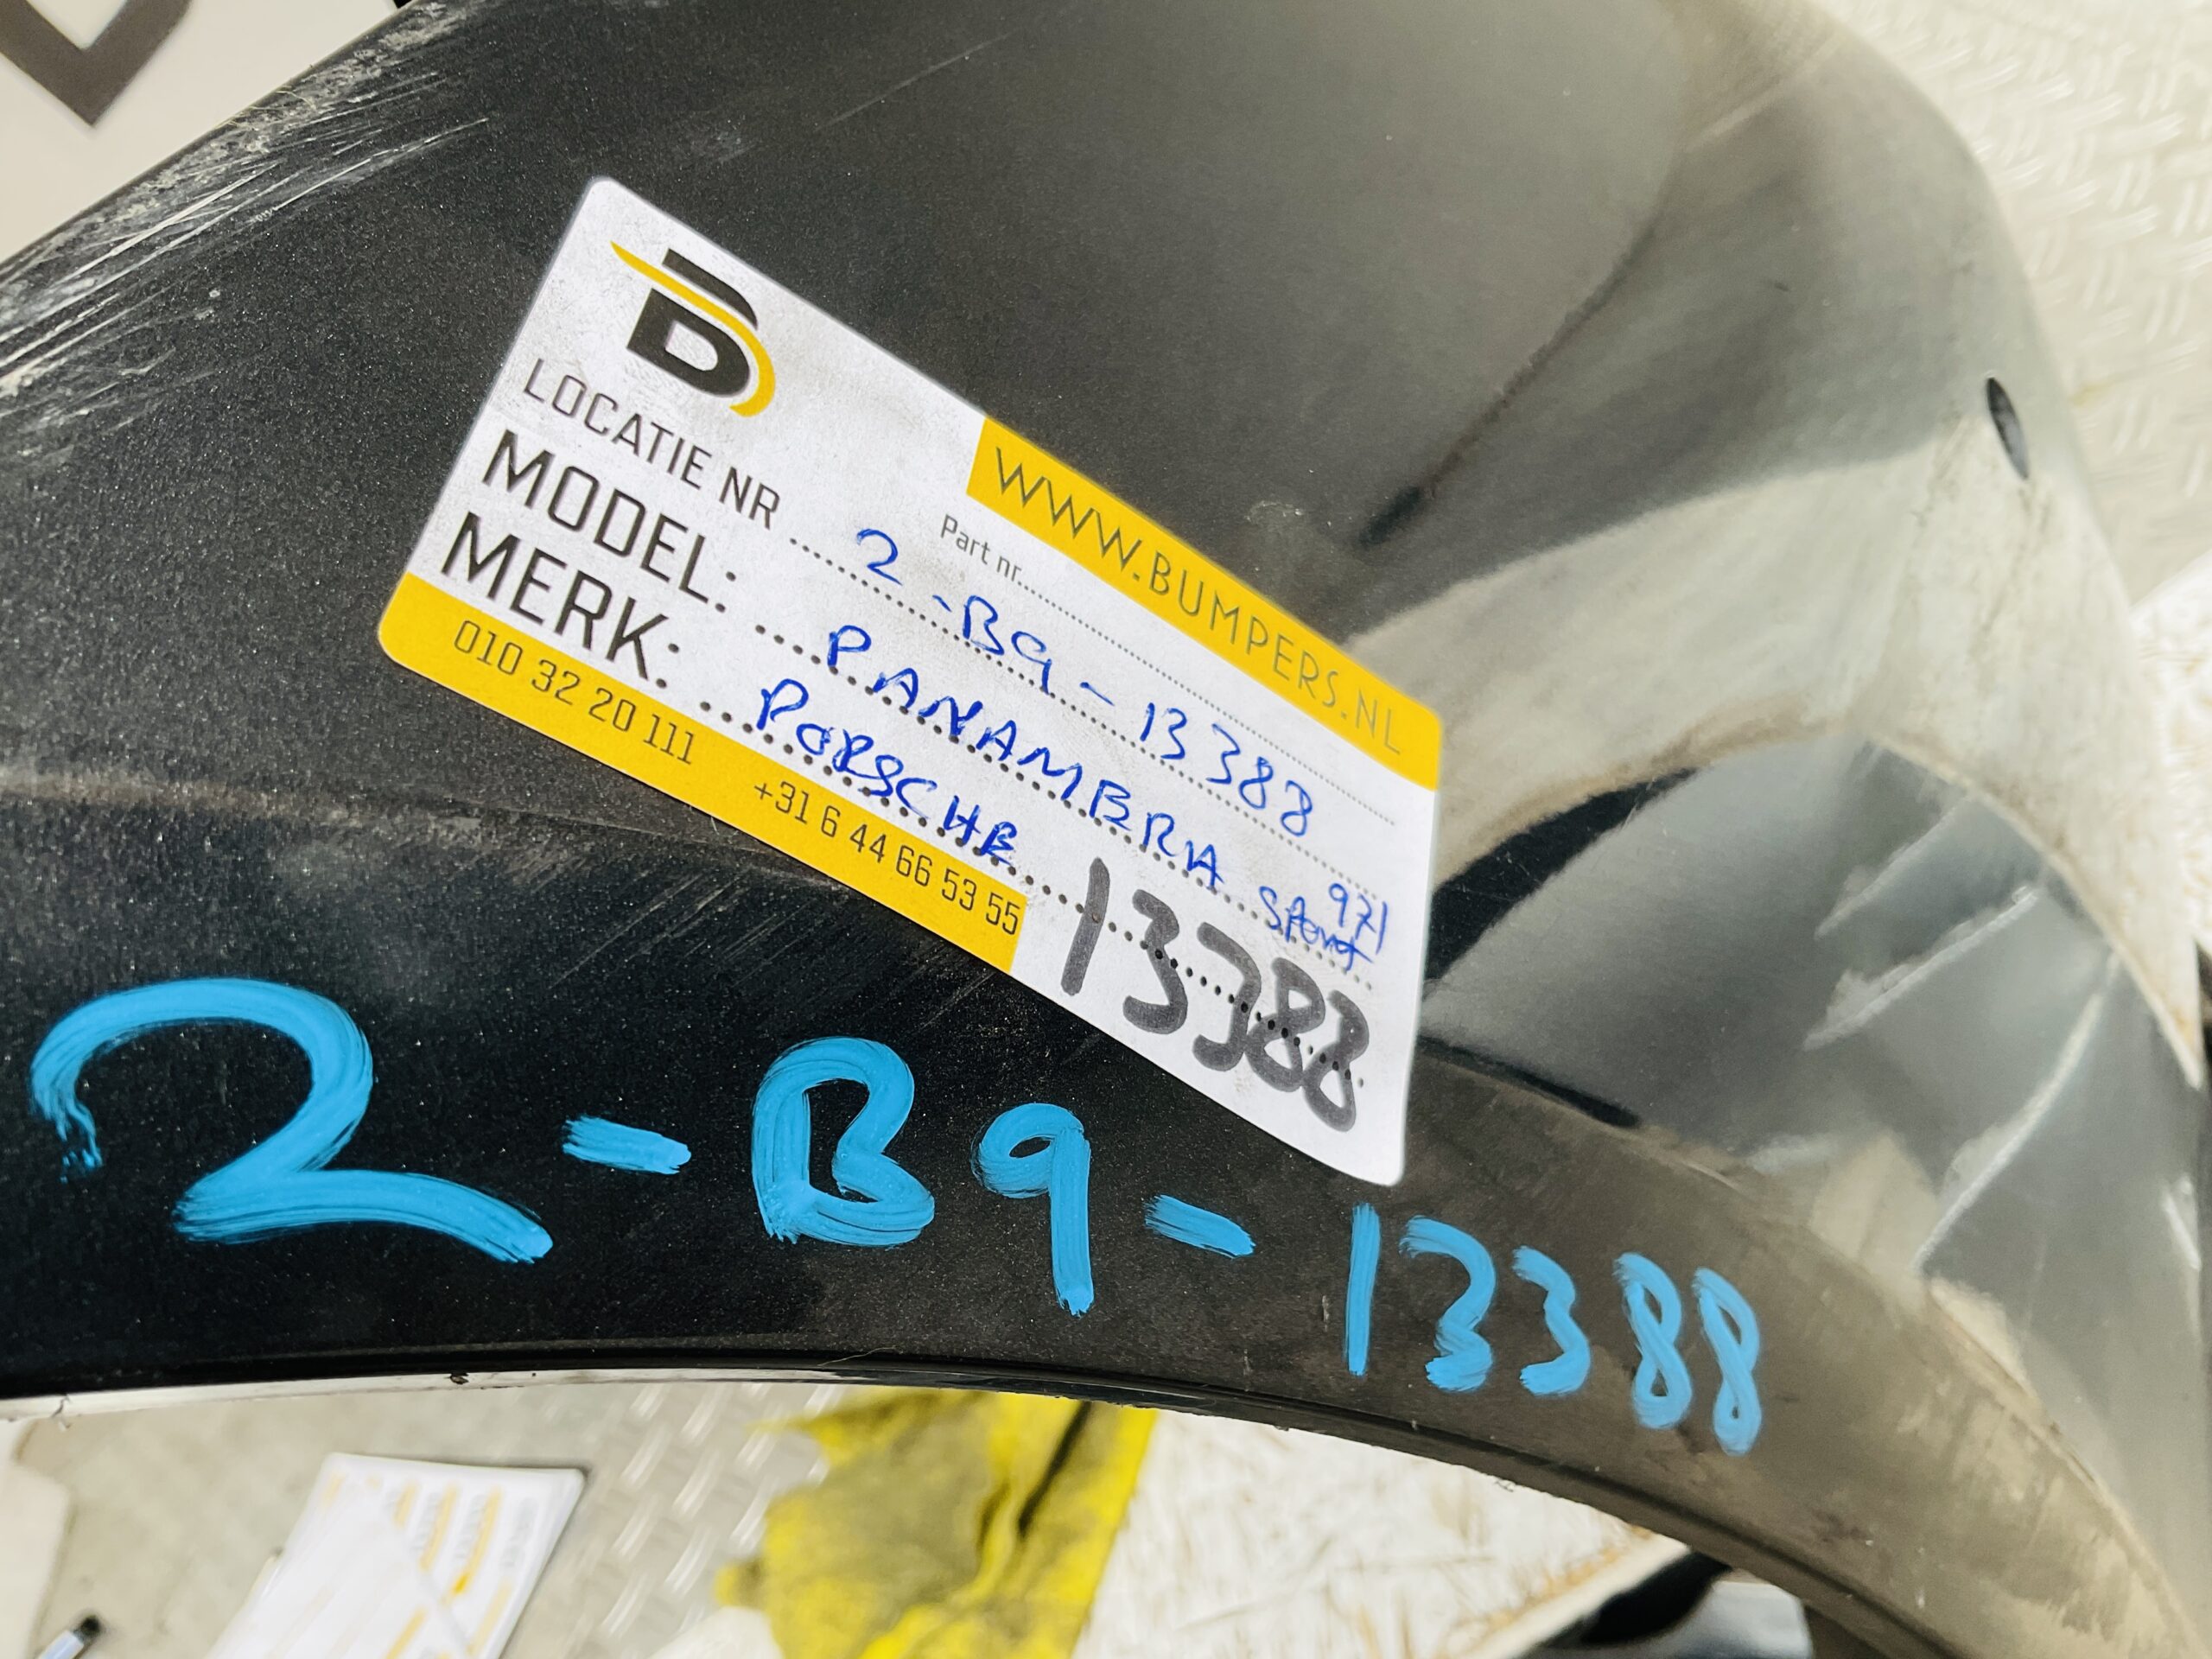 B
WWW.BUMPERS.NL
Part nr.
LOCATIE NR 2-B9-13388
MODEL: PANAMERA 971
Sport
MERK: PORSCHE
13388
010 32 20 111 +31 6 44 66 53 55
2-B9-13388